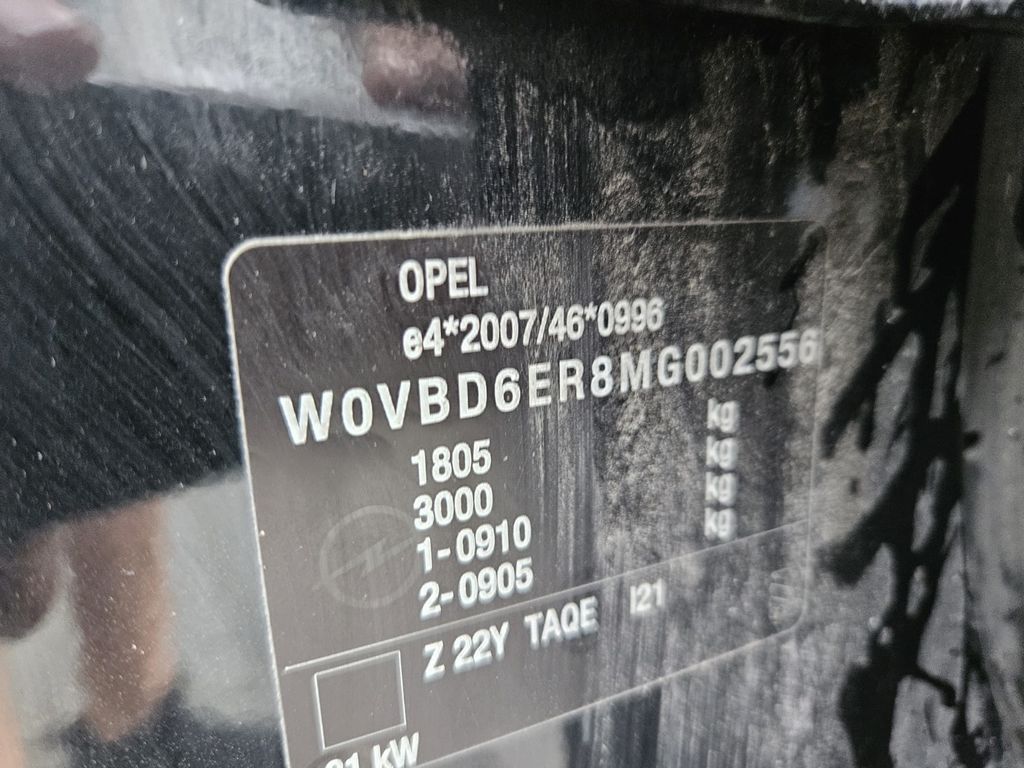 OPEL
e4*2007/46*0996
W0VBD6ER8MG002556
1805 kg
3000 kg
1-0910 kg
2-0905 kg
Z 22Y TAQE I21
kW